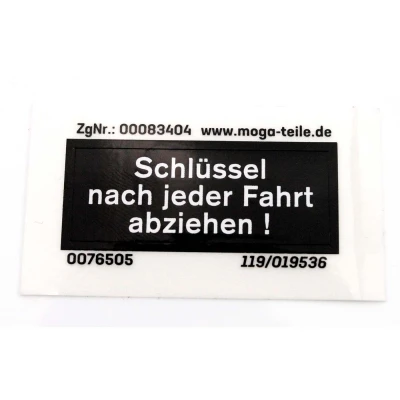 ZgNr.: 00083404 www.moga-teile.de
Schlüssel
nach jeder Fahrt
abziehen !
0076505 119/019536